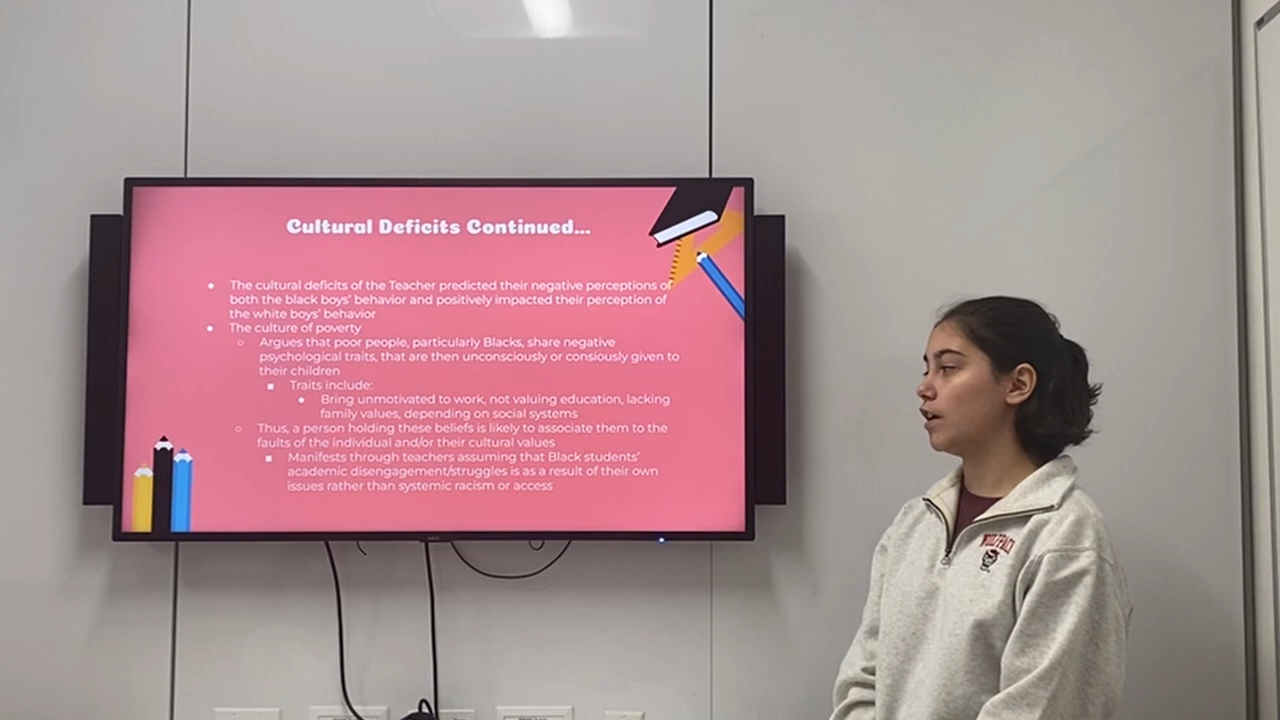 Cultural Deficits Continued...
● The cultural deficits of the Teacher predicted their negative perceptions of
both the black boys' behavior and positively impacted their perception of
the white boys' behavior
● The culture of poverty
○ Argues that poor people, particularly Blacks, share negative
psychological traits, that are then unconsciously or consiously given to
their children
■ Traits include:
● Bring unmotivated to work, not valuing education, lacking
family values, depending on social systems
○ Thus, a person holding these beliefs is likely to associate them to the
faults of the individual and/or their cultural values
■ Manifests through teachers assuming that Black students'
academic disengagement/struggles is as a result of their own
issues rather than systemic racism or access
NEC
WOLFPACK